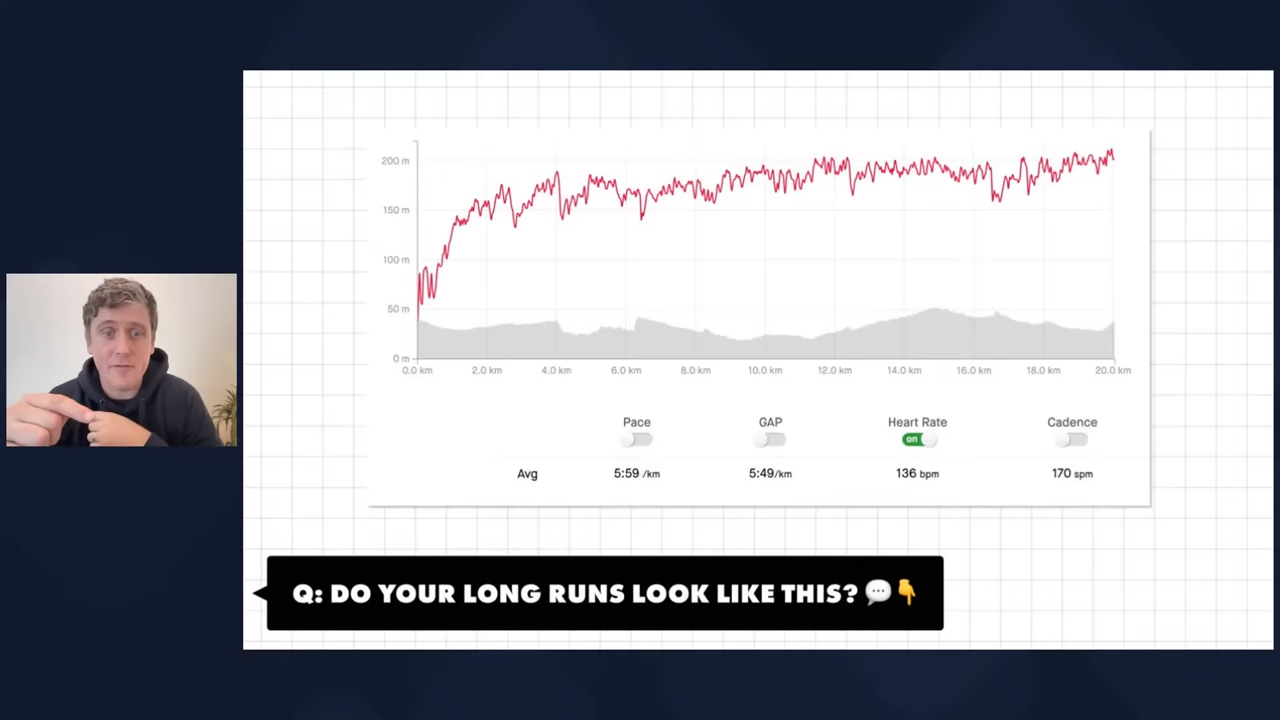 200 m
150 m
100 m
50 m
0 m
0.0 km 2.0 km 4.0 km 6.0 km 8.0 km 10.0 km 12.0 km 14.0 km 16.0 km 18.0 km 20.0 km
Pace GAP Heart Rate Cadence
on
Avg 5:59 /km 5:49/km 136 bpm 170 spm
Q: DO YOUR LONG RUNS LOOK LIKE THIS? 💬👇